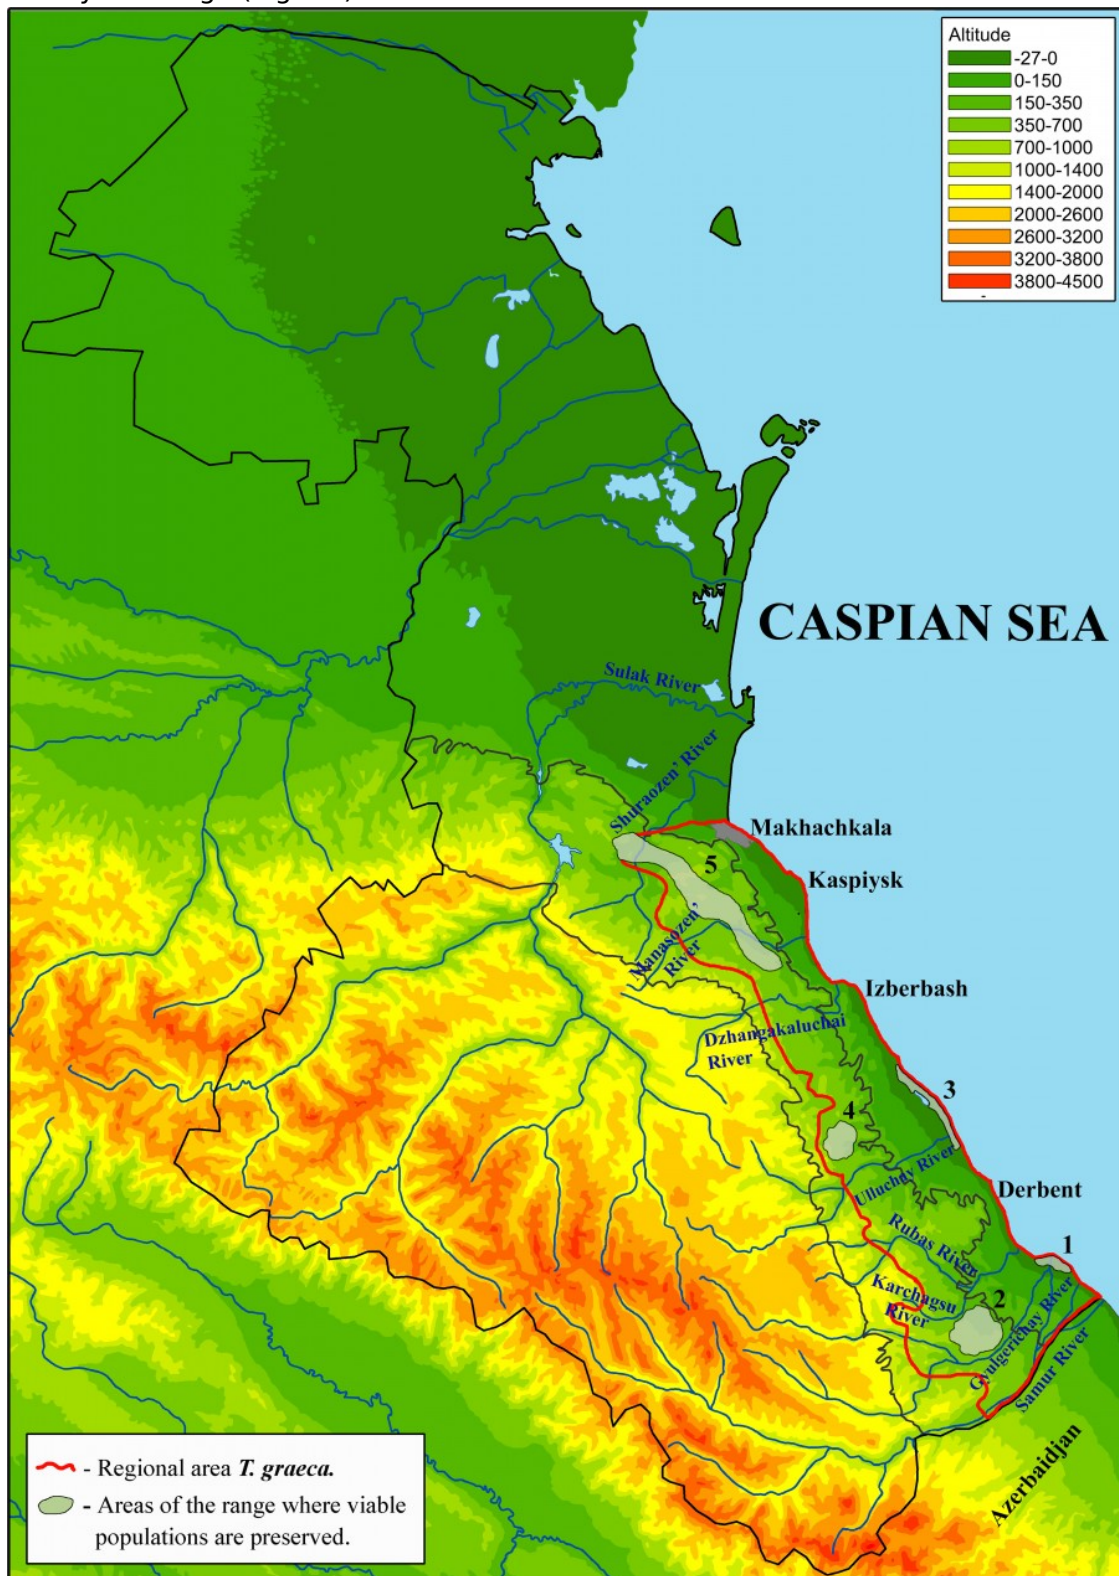 Altitude
-27-0
0-150
150-350
350-700
700-1000
1000-1400
1400-2000
2000-2600
2600-3200
3200-3800
3800-4500
-
CASPIAN SEA
Sulak River
Shuraozen' River
Makhachkala
5
Kaspiysk
Manasozen'
River
Izberbash
Dzhangakaluchai
River
3
4
Ulluchay River
Derbent
Rubas River
1
Karchagsu
River
2
Gyulgerichay River
Samur River
Azerbaidjan
- Regional area T. graeca.
- Areas of the range where viable
populations are preserved.